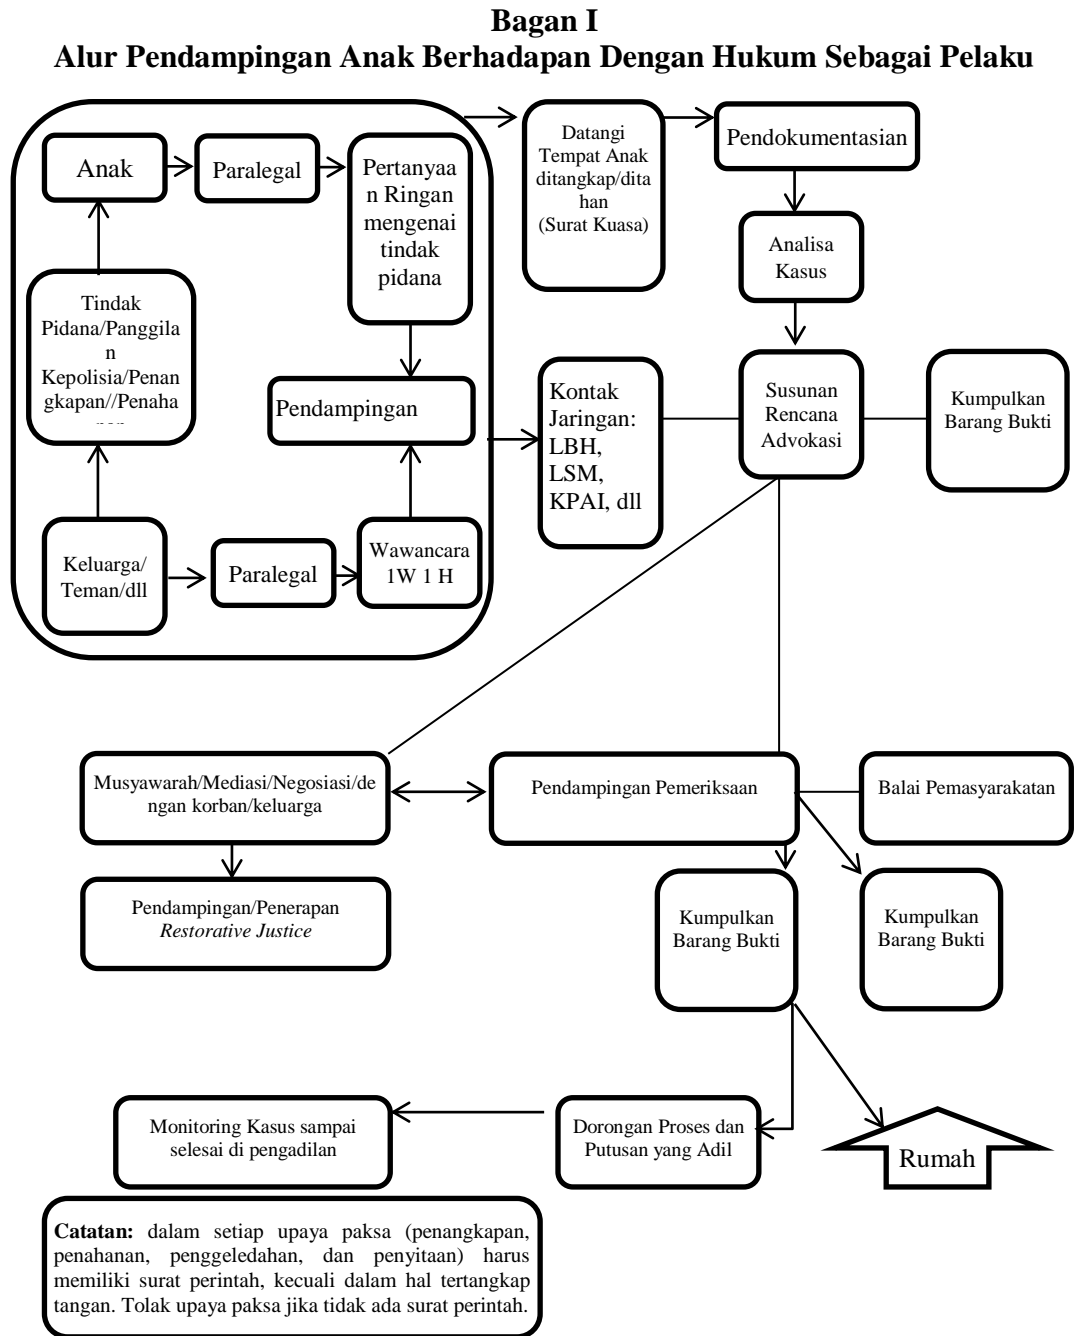 Bagan I
Alur Pendampingan Anak Berhadapan Dengan Hukum Sebagai Pelaku
Anak
Paralegal
Pertanyaa
n Ringan
mengenai
tindak
pidana
Datangi
Tempat Anak
ditangkap/dita
han
(Surat Kuasa)
Pendokumentasian
Analisa
Kasus
Tindak
Pidana/Panggila
n
Kepolisia/Penan
gkapan//Penaha
Pendampingan
Kontak
Jaringan:
LBH,
LSM,
KPAI, dll
Susunan
Rencana
Advokasi
Kumpulkan
Barang Bukti
Keluarga/
Teman/dll
Paralegal
Wawancara
1W 1 H
Musyawarah/Mediasi/Negosiasi/de
ngan korban/keluarga
Pendampingan Pemeriksaan
Balai Pemasyarakatan
Pendampingan/Penerapan
Restorative Justice
Kumpulkan
Barang Bukti
Kumpulkan
Barang Bukti
Monitoring Kasus sampai
selesai di pengadilan
Dorongan Proses dan
Putusan yang Adil
Rumah
Catatan: dalam setiap upaya paksa (penangkapan,
penahanan, penggeledahan, dan penyitaan) harus
memiliki surat perintah, kecuali dalam hal tertangkap
tangan. Tolak upaya paksa jika tidak ada surat perintah.